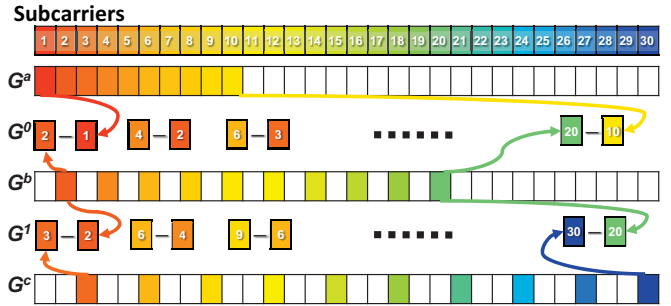 Subcarriers
1 2 3 4 5 6 7 8 9 10 11 12 13 14 15 16 17 18 19 20 21 22 23 24 25 26 27 28 29 30
Gᵃ
G⁰ 2 – 1 4 – 2 6 – 3 ▪▪▪▪▪▪ 20 – 10
Gᵇ
G¹ 3 – 2 6 – 4 9 – 6 ▪▪▪▪▪▪ 30 – 20
Gᶜ